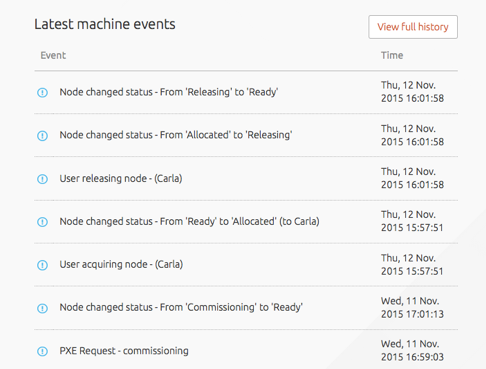 Latest machine events
View full history
Event
Time
Node changed status - From 'Releasing' to 'Ready'
Thu, 12 Nov.
2015 16:01:58
Node changed status - From 'Allocated' to 'Releasing'
Thu, 12 Nov.
2015 16:01:58
User releasing node - (Carla)
Thu, 12 Nov.
2015 16:01:58
Node changed status - From 'Ready' to 'Allocated' (to Carla)
Thu, 12 Nov.
2015 15:57:51
User acquiring node - (Carla)
Thu, 12 Nov.
2015 15:57:51
Node changed status - From 'Commissioning' to 'Ready'
Wed, 11 Nov.
2015 17:01:13
PXE Request - commissioning
Wed, 11 Nov.
2015 16:59:03